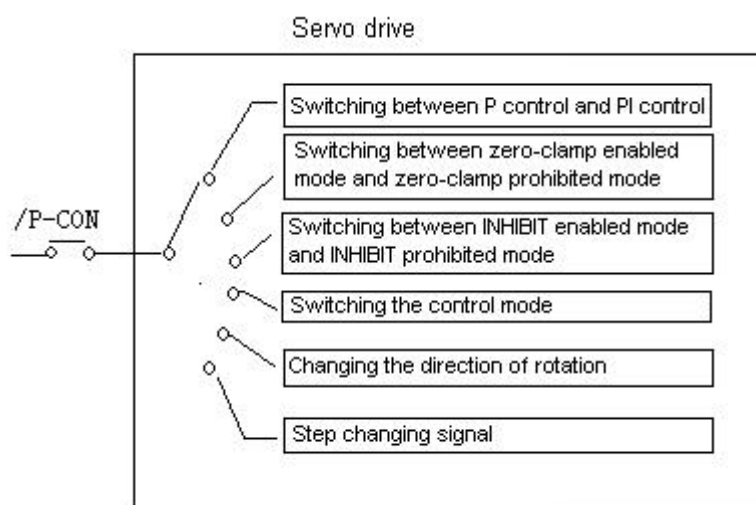 Servo drive
Switching between P control and PI control
Switching between zero-clamp enabled
mode and zero-clamp prohibited mode
/P-CON
Switching between INHIBIT enabled mode
and INHIBIT prohibited mode
Switching the control mode
Changing the direction of rotation
Step changing signal